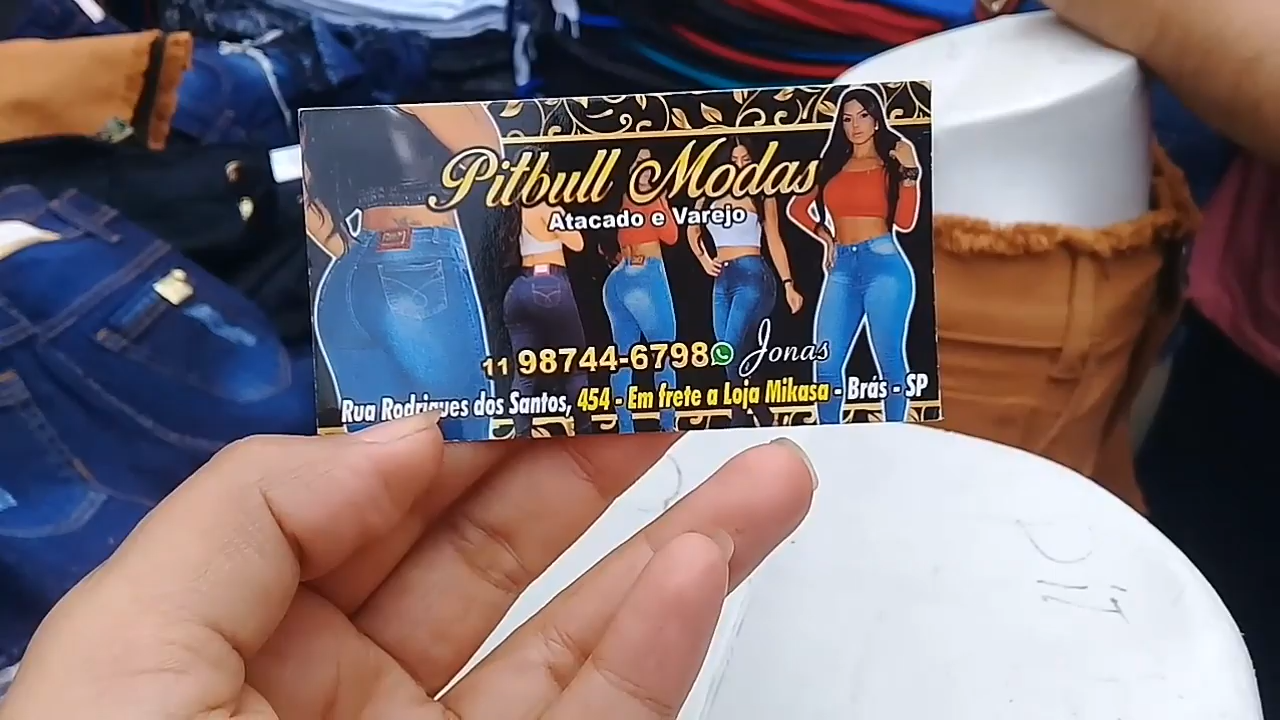 Pitbull Modas
Atacado e Varejo
11 98744-6798 Jonas
Rua Rodrigues dos Santos, 454 - Em frete a Loja Mikasa - Brás - SP